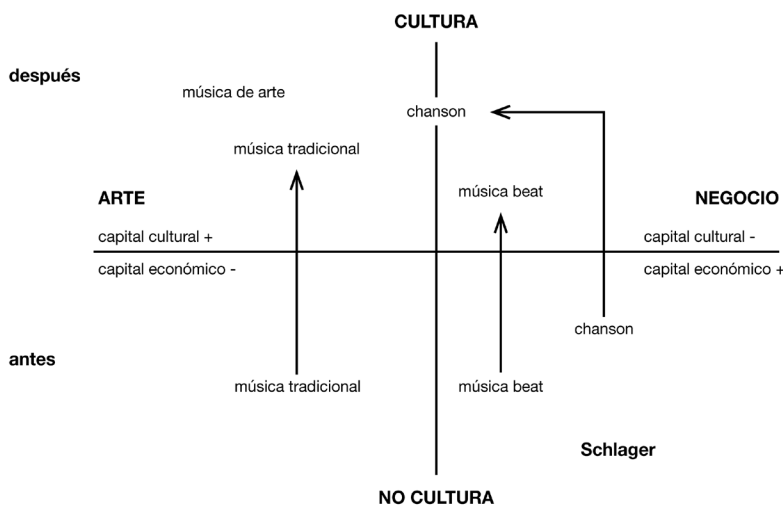 CULTURA
después
música de arte
chanson
música tradicional
música beat
ARTE
NEGOCIO
capital cultural +
capital cultural -
capital económico -
capital económico +
chanson
antes
música tradicional
música beat
Schlager
NO CULTURA